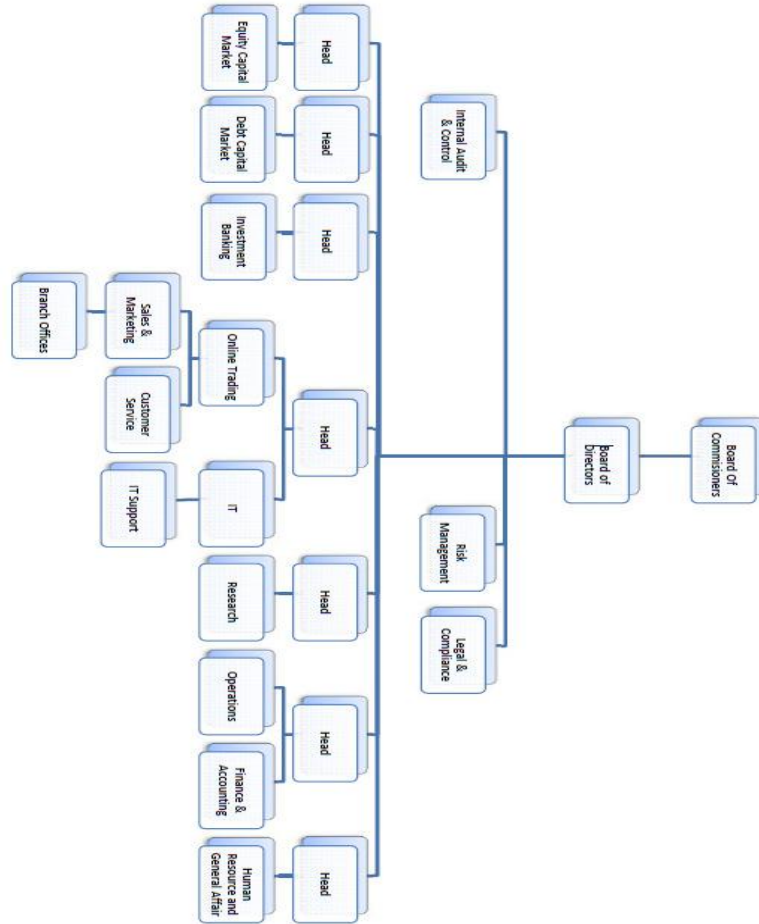 Board Of
Commisioners
Board of
Directors
Internal Audit
& Control
Risk
Management
Legal &
Compliance
Head
Head
Head
Head
Head
Head
Head
Equity Capital
Market
Debt Capital
Market
Investment
Banking
Online Trading
IT
Research
Operations
Finance &
Accounting
Human
Resource and
General Affair
Sales &
Marketing
Customer
Service
IT Support
Branch Offices